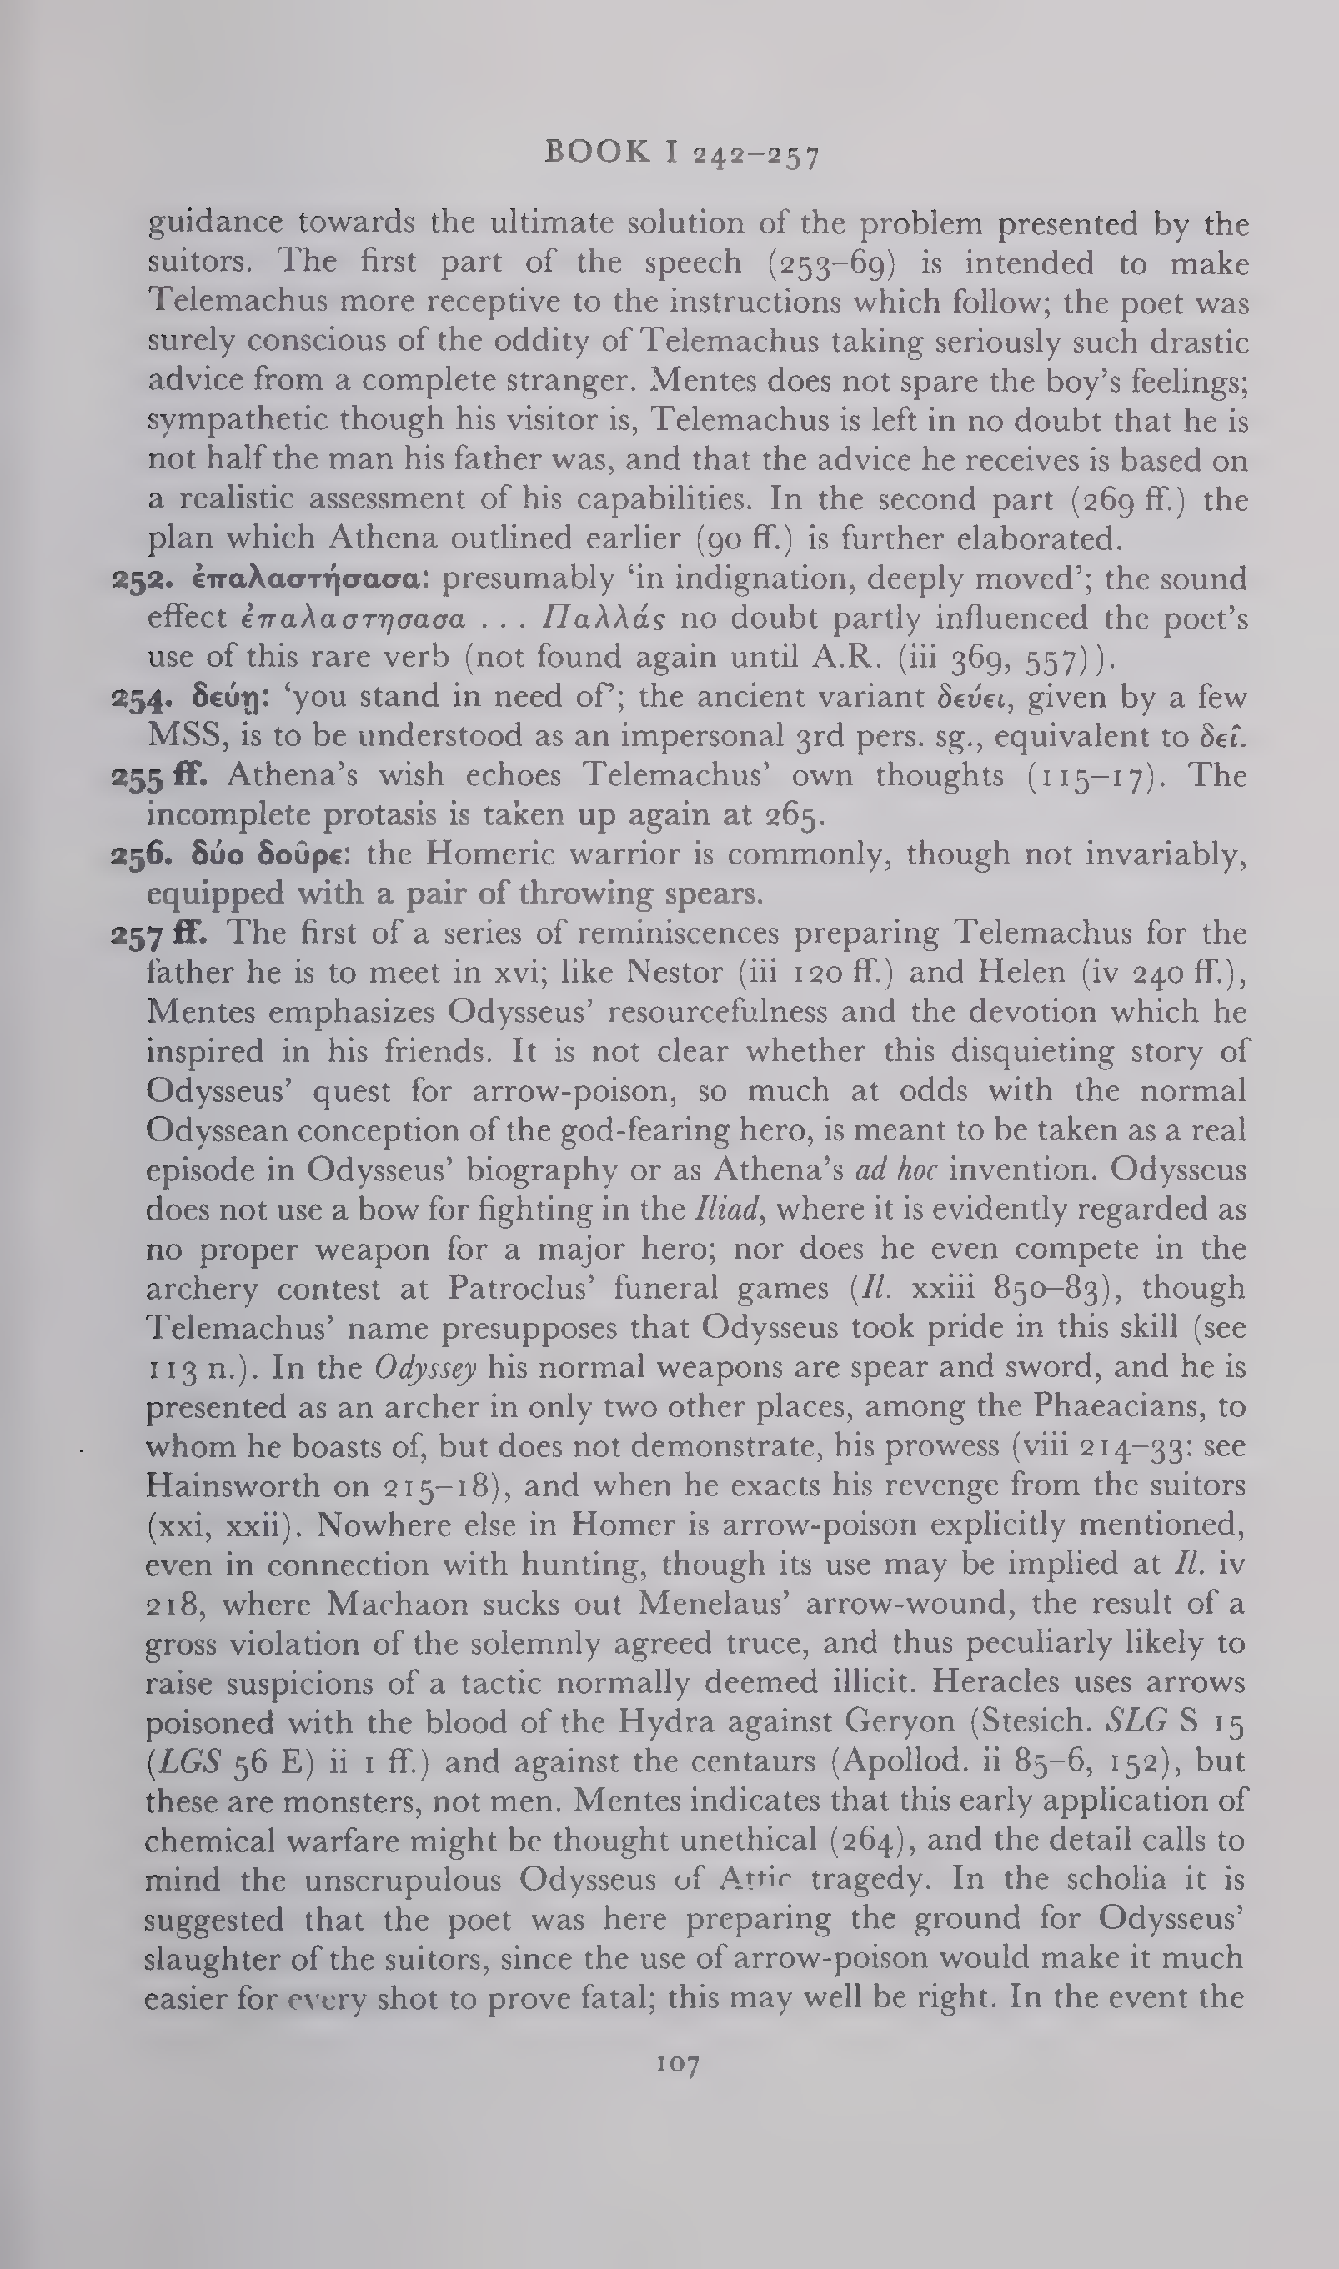 BOOK I 242–257
guidance towards the ultimate solution of the problem presented by the
suitors. The first part of the speech (253–69) is intended to make
Telemachus more receptive to the instructions which follow; the poet was
surely conscious of the oddity of Telemachus taking seriously such drastic
advice from a complete stranger. Mentes does not spare the boy's feelings;
sympathetic though his visitor is, Telemachus is left in no doubt that he is
not half the man his father was, and that the advice he receives is based on
a realistic assessment of his capabilities. In the second part (269 ff.) the
plan which Athena outlined earlier (90 ff.) is further elaborated.
252. ἐπαλαστήσασα: presumably 'in indignation, deeply moved'; the sound
effect ἐπαλαστησασα . . . Παλλάς no doubt partly influenced the poet's
use of this rare verb (not found again until A.R. (iii 369, 557)).
254. δεύῃ: 'you stand in need of'; the ancient variant δεύει, given by a few
MSS, is to be understood as an impersonal 3rd pers. sg., equivalent to δεῖ.
255 ff. Athena's wish echoes Telemachus' own thoughts (115–17). The
incomplete protasis is taken up again at 265.
256. δύο δοῦρε: the Homeric warrior is commonly, though not invariably,
equipped with a pair of throwing spears.
257 ff. The first of a series of reminiscences preparing Telemachus for the
father he is to meet in xvi; like Nestor (iii 120 ff.) and Helen (iv 240 ff.),
Mentes emphasizes Odysseus' resourcefulness and the devotion which he
inspired in his friends. It is not clear whether this disquieting story of
Odysseus' quest for arrow-poison, so much at odds with the normal
Odyssean conception of the god-fearing hero, is meant to be taken as a real
episode in Odysseus' biography or as Athena's ad hoc invention. Odysseus
does not use a bow for fighting in the Iliad, where it is evidently regarded as
no proper weapon for a major hero; nor does he even compete in the
archery contest at Patroclus' funeral games (Il. xxiii 850–83), though
Telemachus' name presupposes that Odysseus took pride in this skill (see
113 n.). In the Odyssey his normal weapons are spear and sword, and he is
presented as an archer in only two other places, among the Phaeacians, to
whom he boasts of, but does not demonstrate, his prowess (viii 214–33: see
Hainsworth on 215–18), and when he exacts his revenge from the suitors
(xxi, xxii). Nowhere else in Homer is arrow-poison explicitly mentioned,
even in connection with hunting, though its use may be implied at Il. iv
218, where Machaon sucks out Menelaus' arrow-wound, the result of a
gross violation of the solemnly agreed truce, and thus peculiarly likely to
raise suspicions of a tactic normally deemed illicit. Heracles uses arrows
poisoned with the blood of the Hydra against Geryon (Stesich. SLG S 15
(LGS 56 E) ii 1 ff.) and against the centaurs (Apollod. ii 85–6, 152), but
these are monsters, not men. Mentes indicates that this early application of
chemical warfare might be thought unethical (264), and the detail calls to
mind the unscrupulous Odysseus of Attic tragedy. In the scholia it is
suggested that the poet was here preparing the ground for Odysseus'
slaughter of the suitors, since the use of arrow-poison would make it much
easier for every shot to prove fatal; this may well be right. In the event the
107